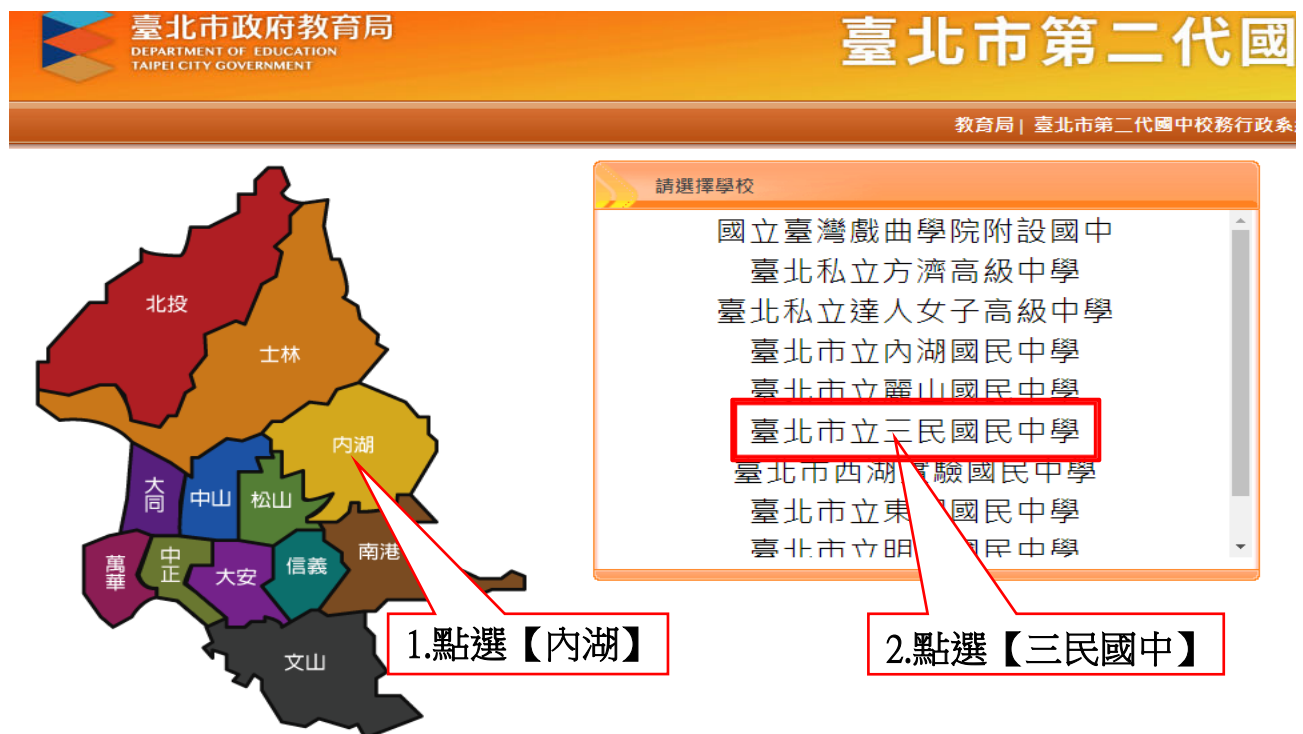 臺北市政府教育局
DEPARTMENT OF EDUCATION
TAIPEI CITY GOVERNMENT
臺北市第二代國
教育局 | 臺北市第二代國中校務行政系
請選擇學校
國立臺灣戲曲學院附設國中
臺北私立方濟高級中學
臺北私立達人女子高級中學
臺北市立內湖國民中學
臺北市立麗山國民中學
臺北市立三民國民中學
臺北市西湖實驗國民中學
臺北市立東 國民中學
臺北市立明 國民中學
北投
士林
內湖
大同
中山
松山
南港
萬華
中正
大安
信義
文山
1.點選【內湖】
2.點選【三民國中】